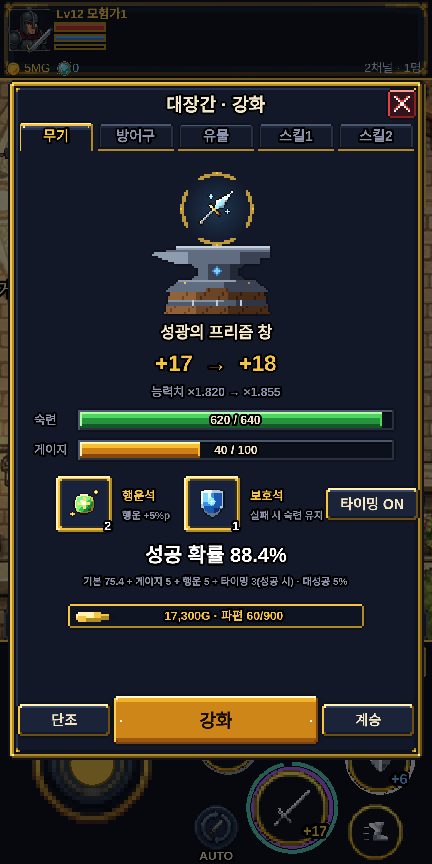 Lv12 모험가1
5MG 0 2채널 · 1명
대장간 · 강화
무기 방어구 유물 스킬1 스킬2
성광의 프리즘 창
+17 → +18
능력치 ×1.820 → ×1.855
숙련 620 / 640
게이지 40 / 100
행운석 보호석
행운 +5%p 실패 시 숙련 유지 타이밍 ON
2 1
성공 확률 88.4%
기본 75.4 + 게이지 5 + 행운 5 + 타이밍 3(성공 시) · 대성공 5%
17,300G · 파편 60/900
단조 강화 계승
+6
+17
AUTO